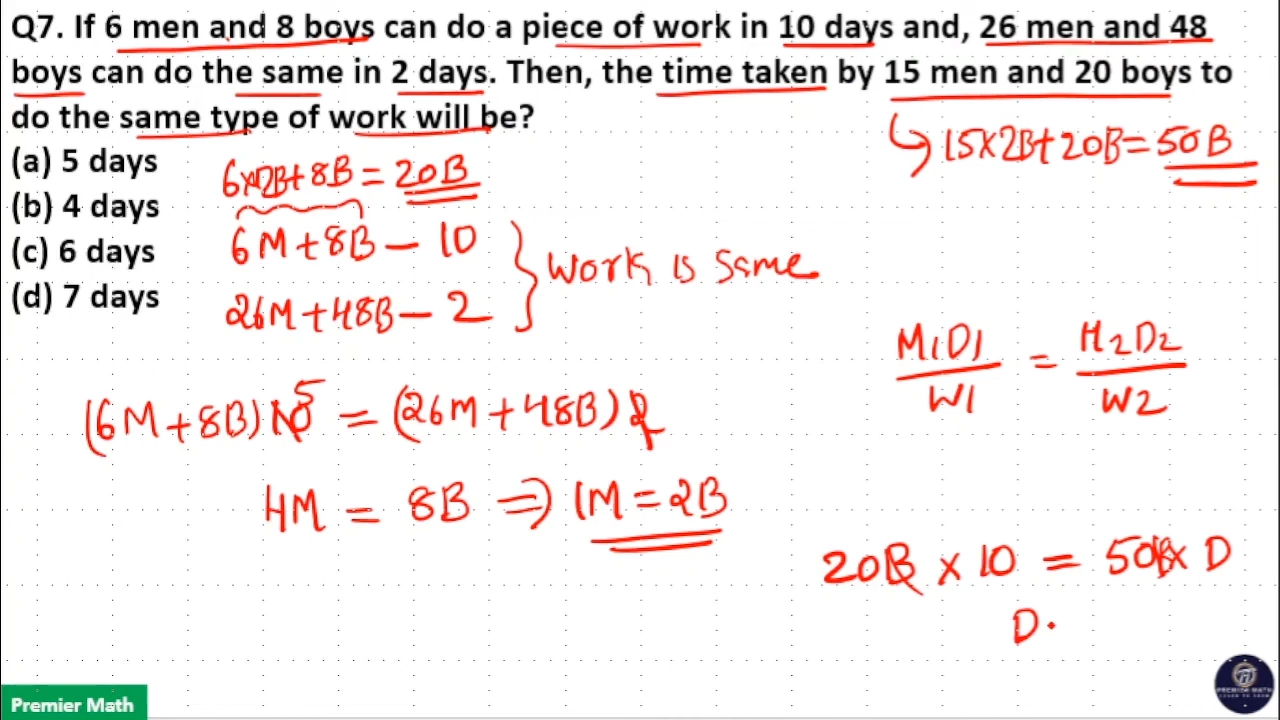 Q7. If 6 men and 8 boys can do a piece of work in 10 days and, 26 men and 48
boys can do the same in 2 days. Then, the time taken by 15 men and 20 boys to
do the same type of work will be?
15×2B+20B=50B
(a) 5 days
(b) 4 days
(c) 6 days
(d) 7 days
6×2B+8B=20B
6M+8B-10
26M+48B-2
work is same
M1D1/W1 = M2D2/W2
(6M+8B)10 5 = (26M+48B)2
4M = 8B ⇒ 1M=2B
20B × 10 = 50B× D
D
Premier Math
PREMIER MATH